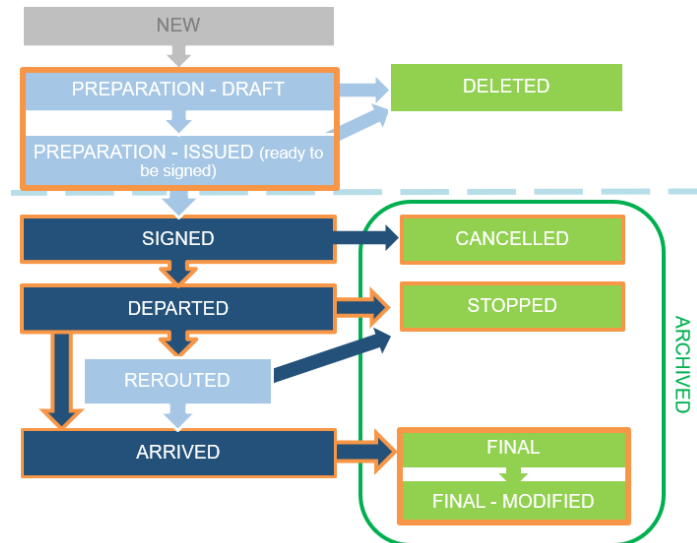 NEW
PREPARATION - DRAFT
DELETED
PREPARATION - ISSUED (ready to
be signed)
SIGNED
CANCELLED
DEPARTED
STOPPED
REROUTED
ARCHIVED
ARRIVED
FINAL
FINAL - MODIFIED